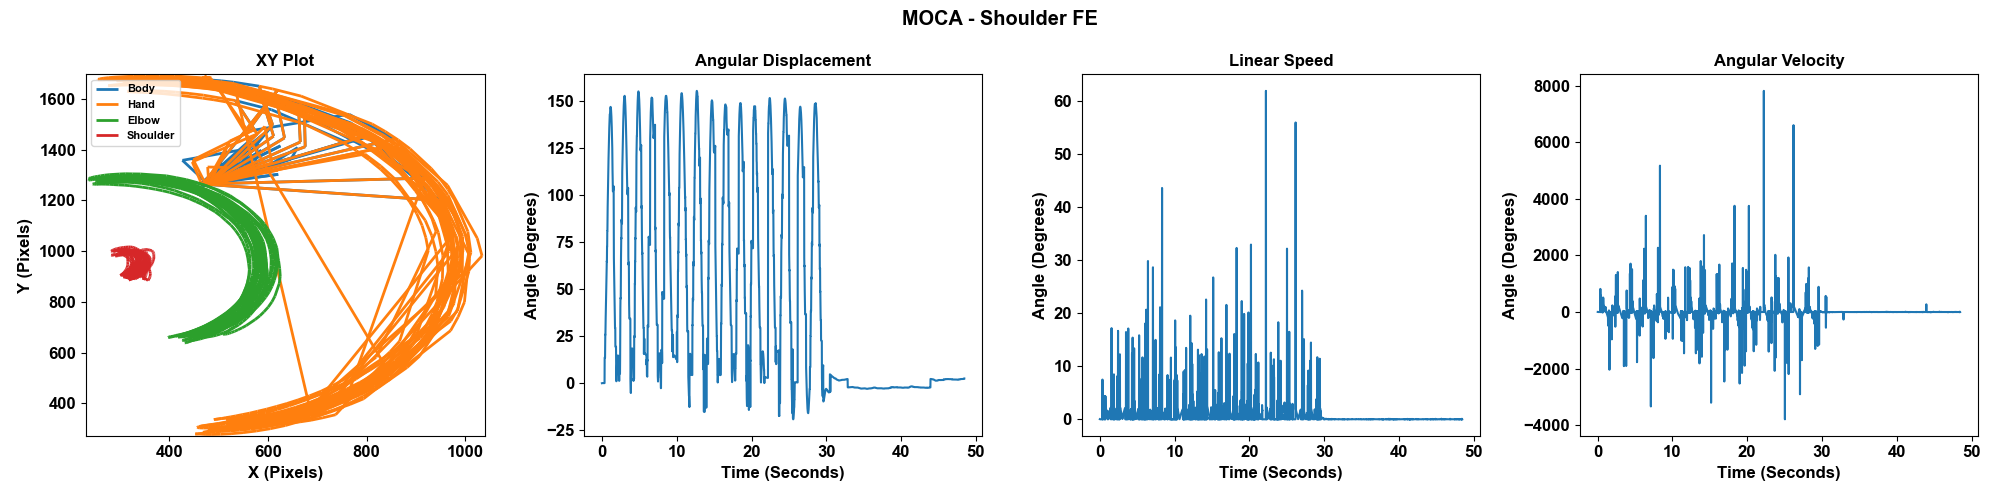 MOCA - Shoulder FE
XY Plot
Y (Pixels)
1600
1400
1200
1000
800
600
400
Body
Hand
Elbow
Shoulder
400 600 800 1000
X (Pixels)
Angular Displacement
Angle (Degrees)
150
125
100
75
50
25
0
−25
0 10 20 30 40 50
Time (Seconds)
Linear Speed
Angle (Degrees)
60
50
40
30
20
10
0
0 10 20 30 40 50
Time (Seconds)
Angular Velocity
Angle (Degrees)
8000
6000
4000
2000
0
−2000
−4000
0 10 20 30 40 50
Time (Seconds)